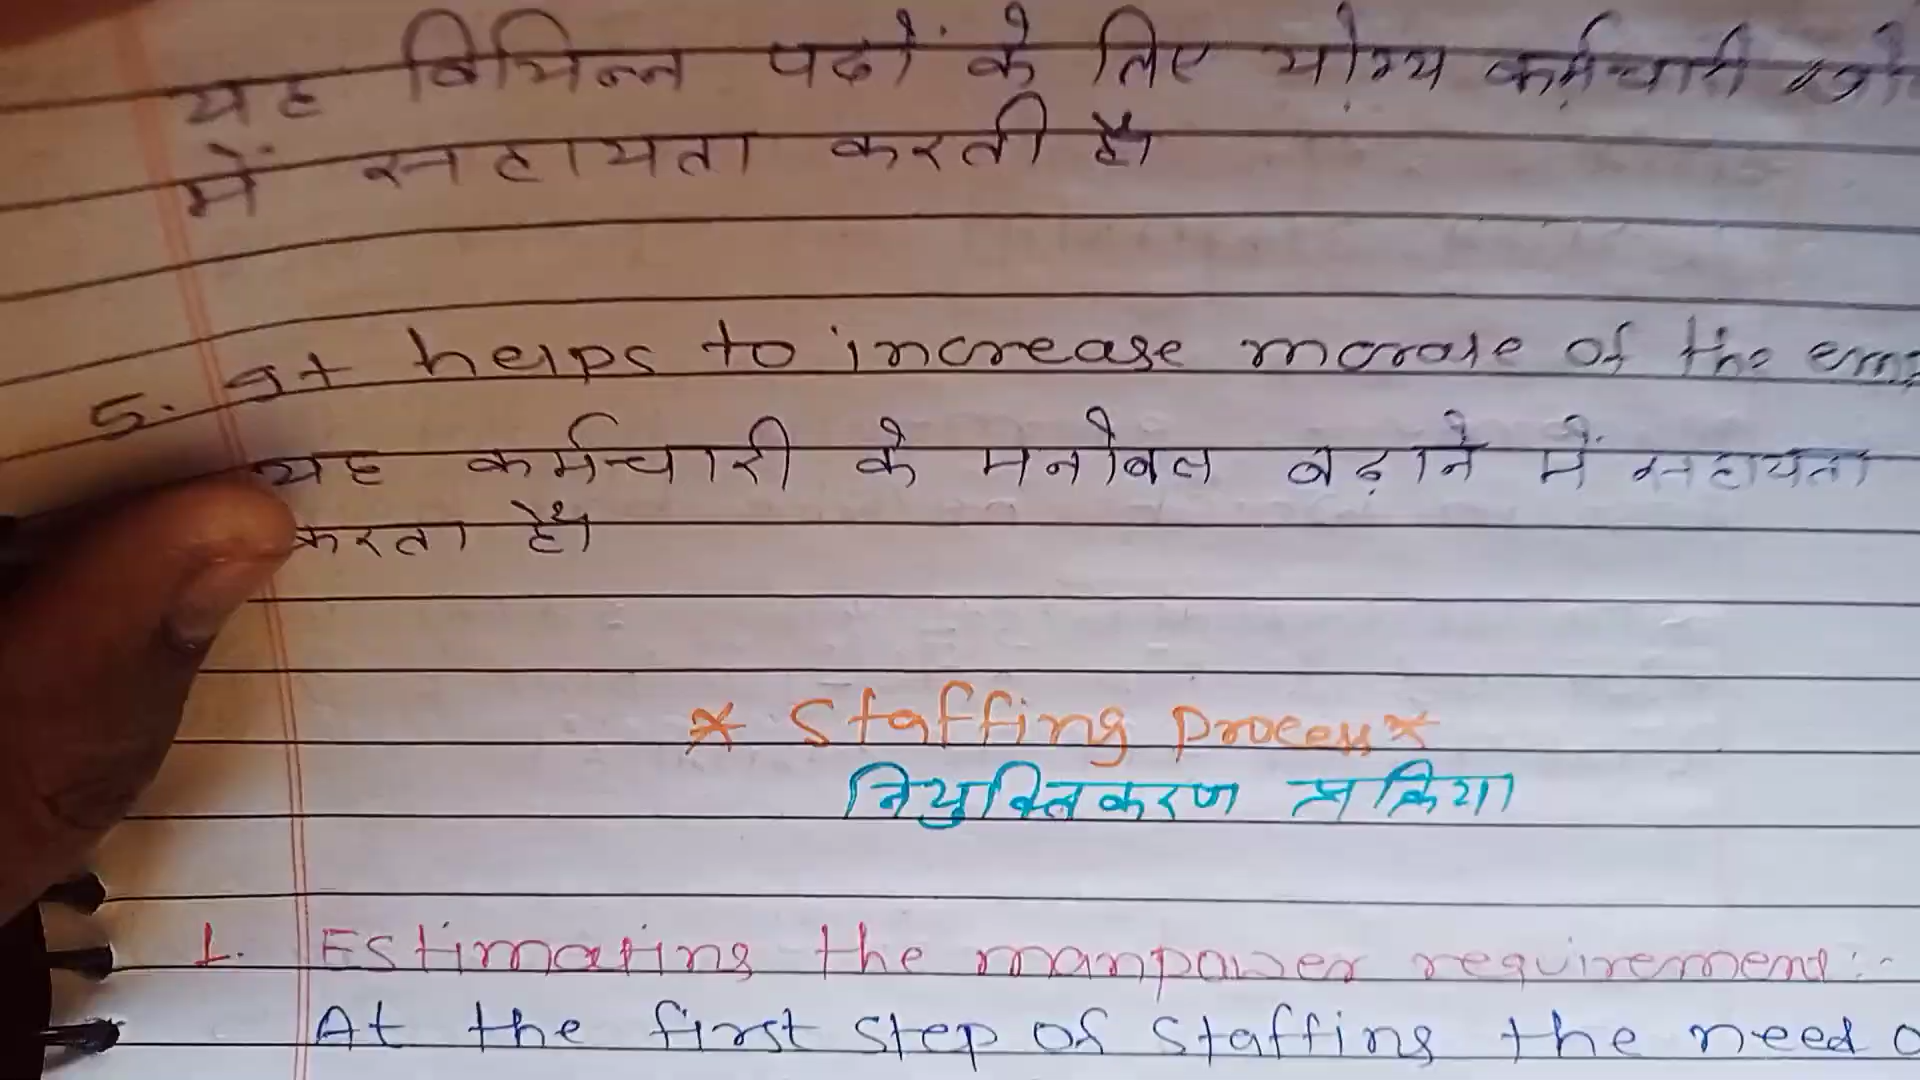 यह विभिन्न पदों के लिए योग्य कर्मचारी
में सहायता करती है।
5. It helps to increase morale of the
यह कर्मचारी के मनोबल बढ़ाने में सहायता
करता है।
* Staffing process *
नियुक्तिकरण प्रक्रिया
1. Estimating the manpower requirement:-
At the first step of staffing the need